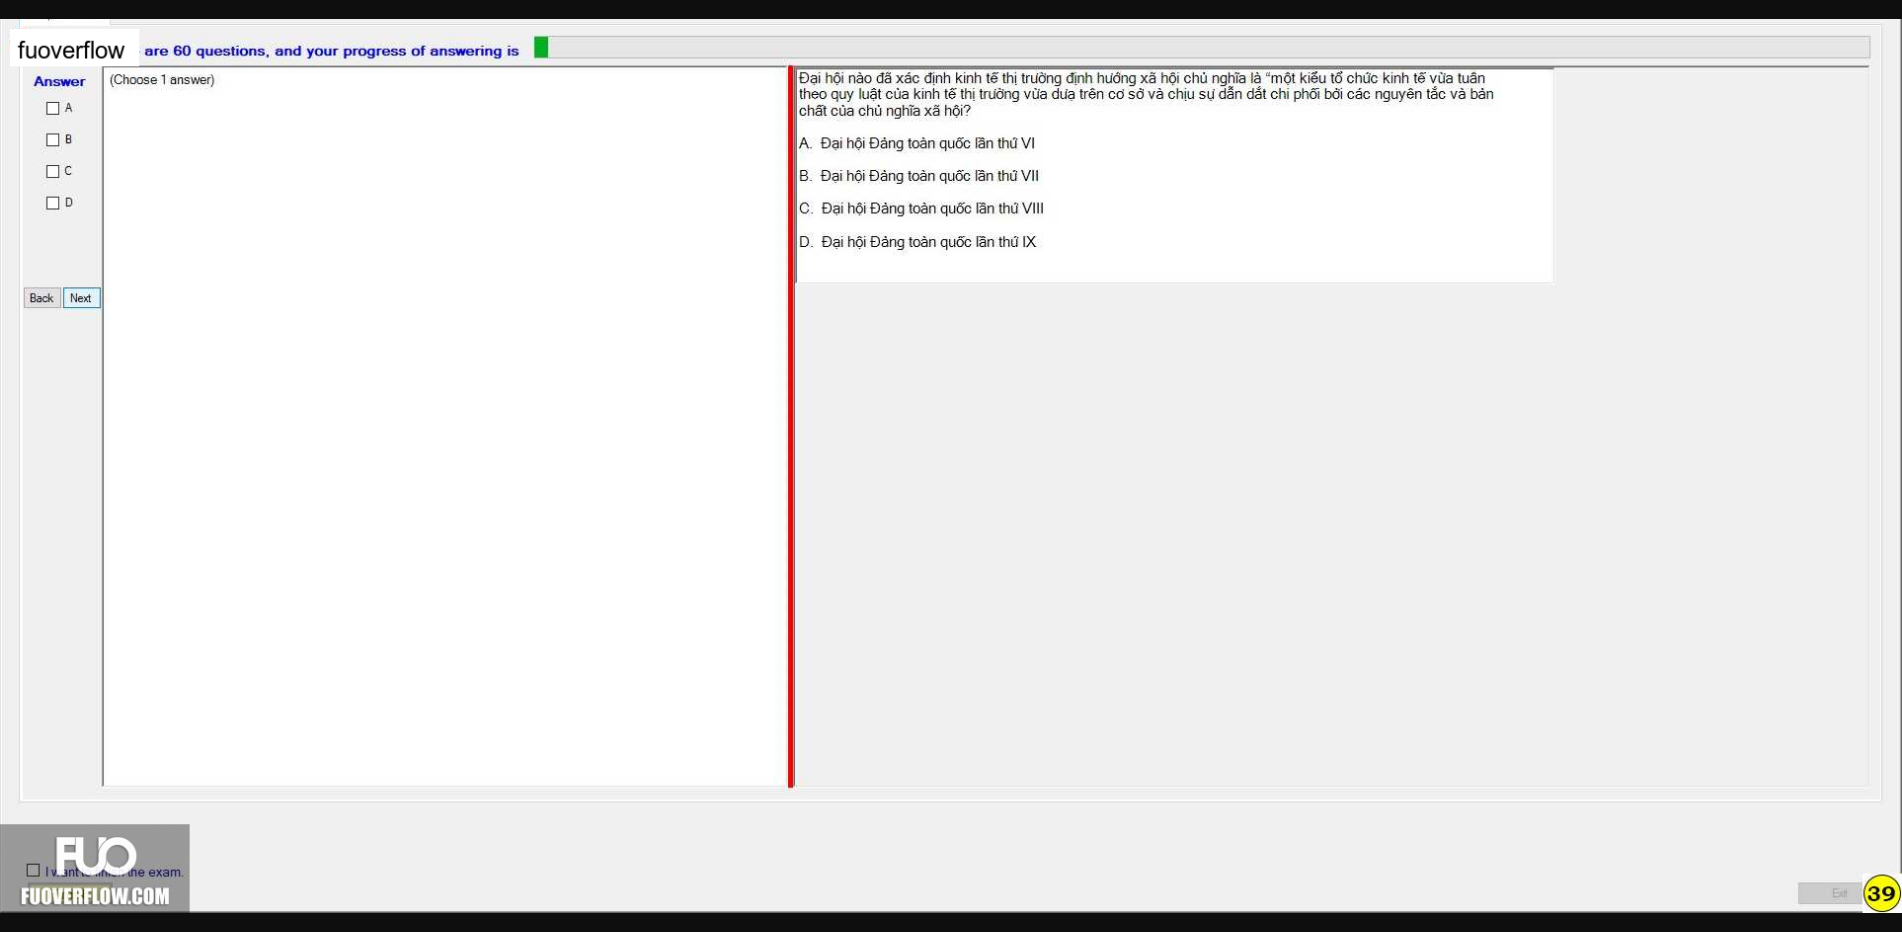 fuoverflow are 60 questions, and your progress of answering is
Answer
(Choose 1 answer)
A
B
C
D
Back Next
Đại hội nào đã xác định kinh tế thị trường định hướng xã hội chủ nghĩa là “một kiểu tổ chức kinh tế vừa tuân
theo quy luật của kinh tế thị trường vừa dựa trên cơ sở và chịu sự dẫn dắt chi phối bởi các nguyên tắc và bản
chất của chủ nghĩa xã hội?
A. Đại hội Đảng toàn quốc lần thứ VI
B. Đại hội Đảng toàn quốc lần thứ VII
C. Đại hội Đảng toàn quốc lần thứ VIII
D. Đại hội Đảng toàn quốc lần thứ IX
FUO
I want to finish the exam.
FUOVERFLOW.COM
Exit
39